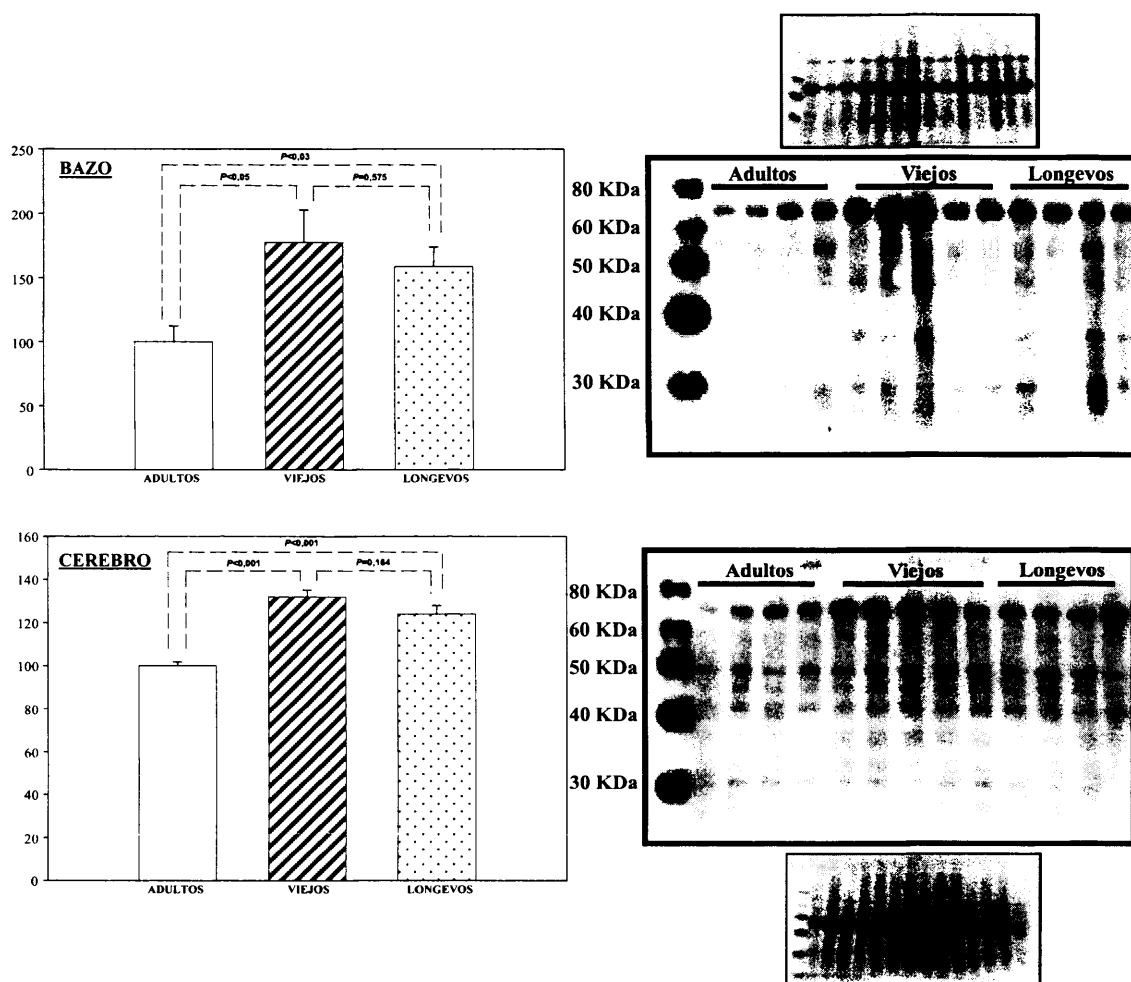 BAZO
250
200
150
100
50
0
P<0,03
P<0,05
P=0,575
ADULTOS VIEJOS LONGEVOS
80 KDa
60 KDa
50 KDa
40 KDa
30 KDa
Adultos Viejos Longevos
CEREBRO
160
140
120
100
80
60
40
20
0
P<0,001
P<0,001
P=0,164
ADULTOS VIEJOS LONGEVOS
80 KDa
60 KDa
50 KDa
40 KDa
30 KDa
Adultos Viejos Longevos